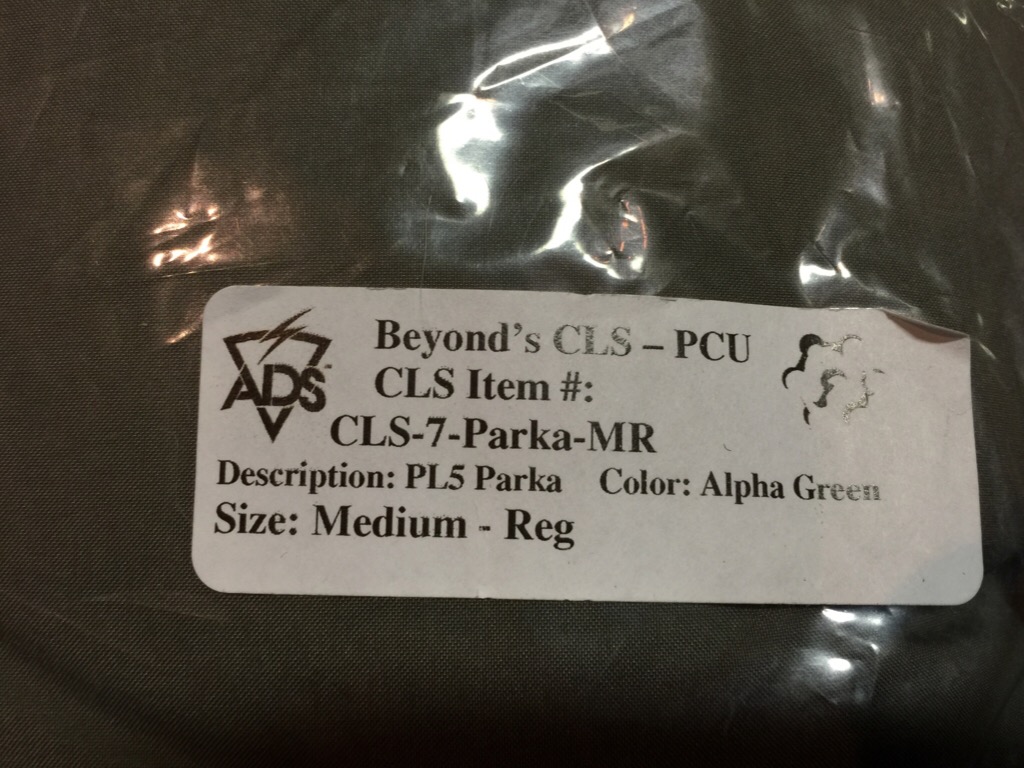 ADS
Beyond's CLS – PCU
CLS Item #:
CLS-7-Parka-MR
Description: PL5 Parka Color: Alpha Green
Size: Medium - Reg